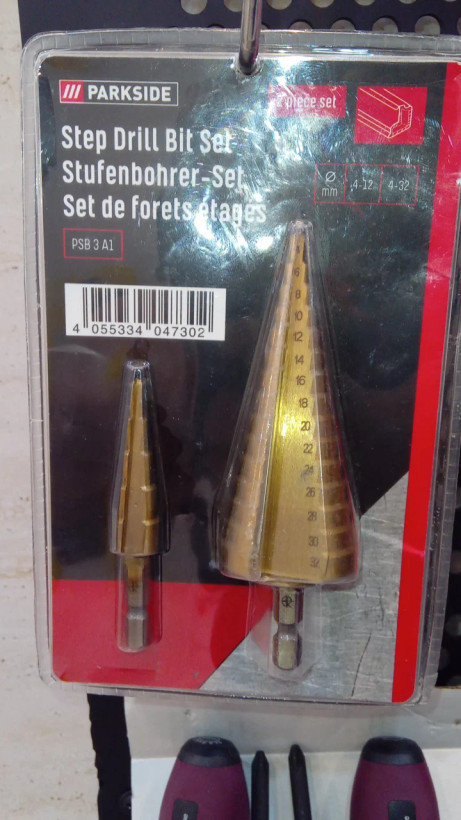 /// PARKSIDE
2 piece set
Step Drill Bit Set
Stufenbohrer-Set
Set de forets étagés
Ø mm
4-12
4-32
PSB 3 A1
4 055334 047302
6
8
10
12
14
16
18
20
22
24
26
28
30
32